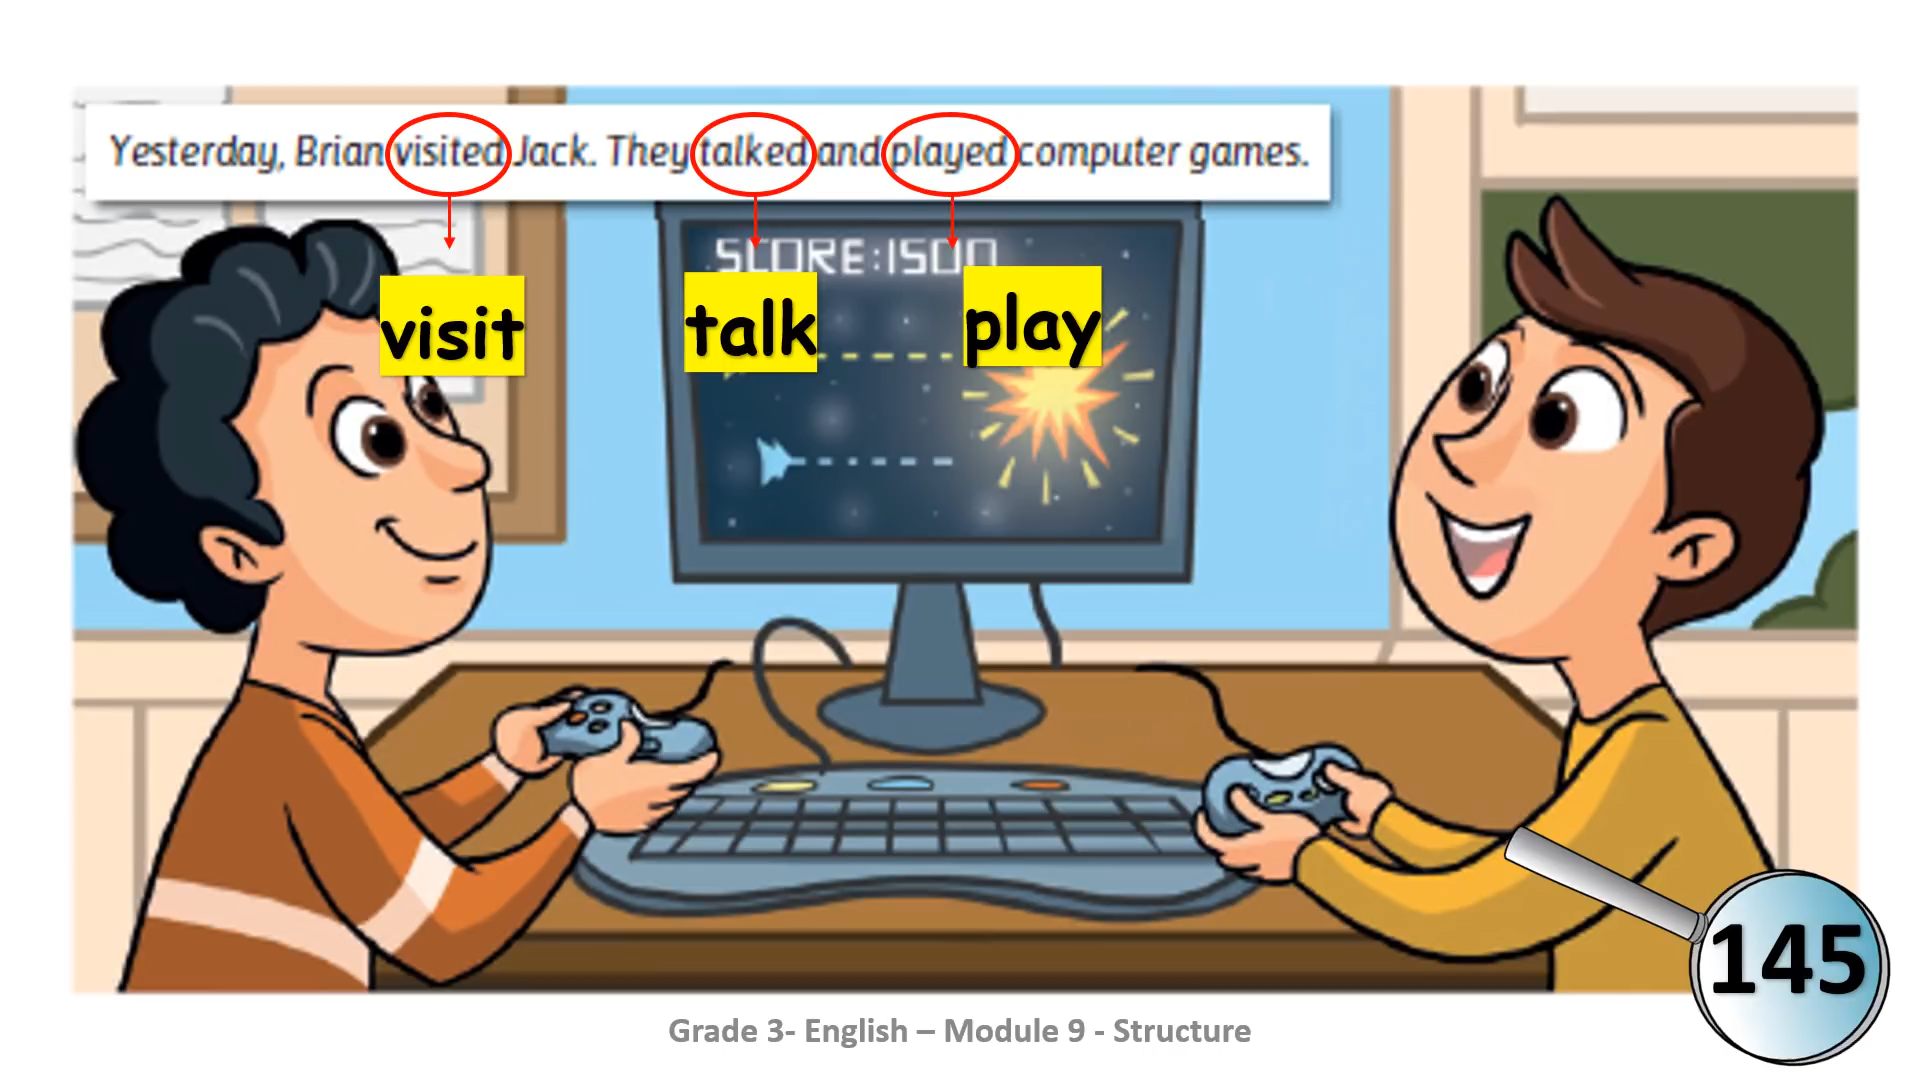 Yesterday, Brian visited Jack. They talked and played computer games.
SCORE:1500
visit talk play
145
Grade 3- English – Module 9 - Structure